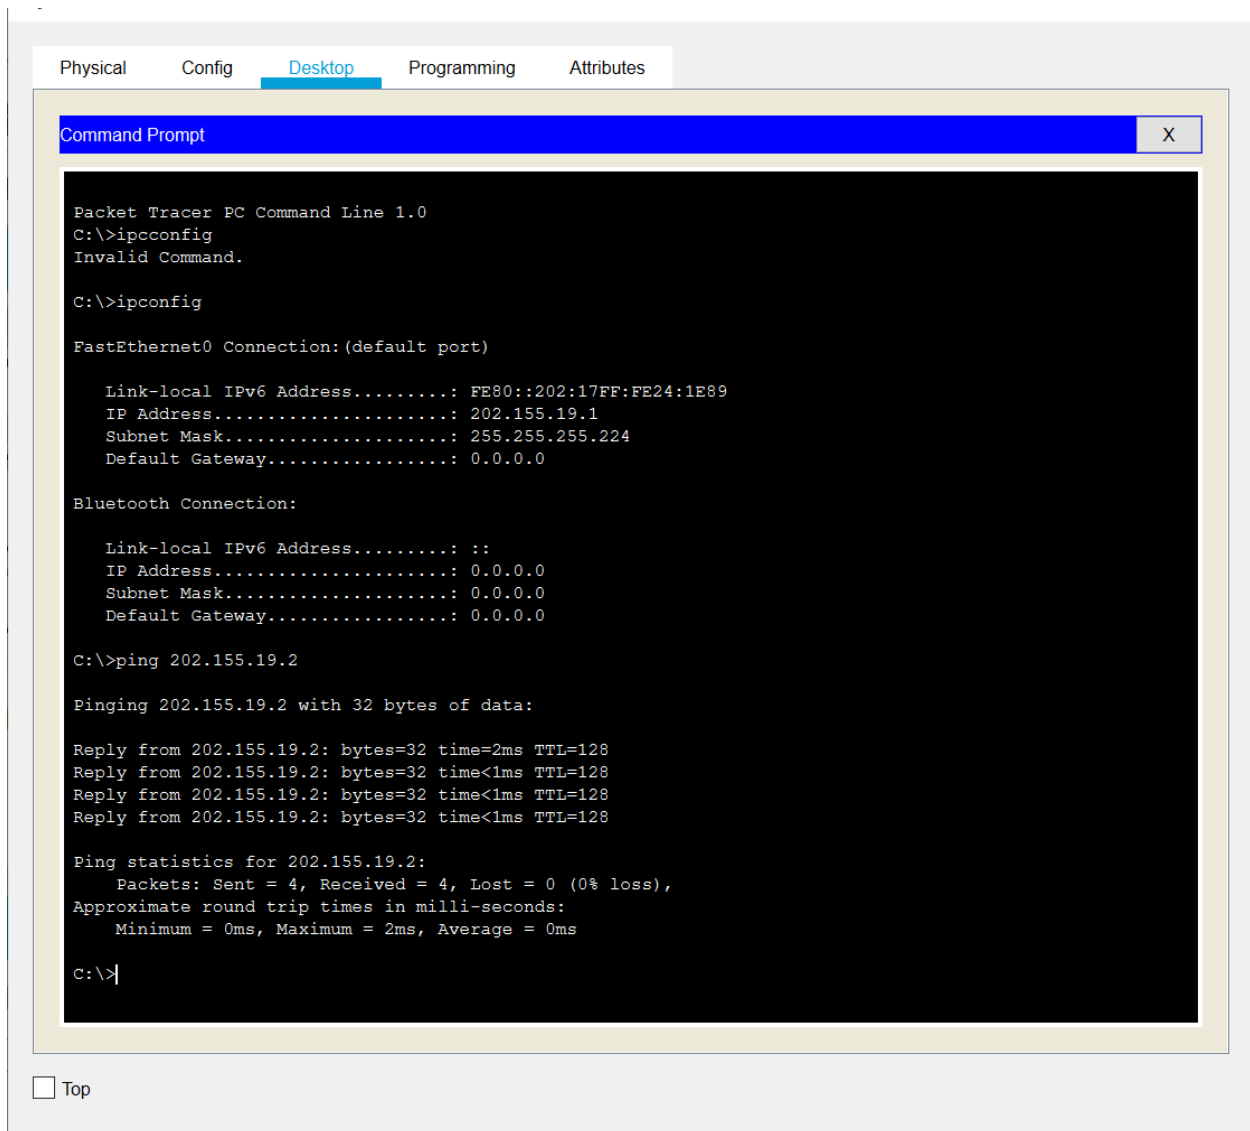 Physical Config Desktop Programming Attributes
Command Prompt X
Packet Tracer PC Command Line 1.0
C:\>ipcconfig
Invalid Command.
C:\>ipconfig
FastEthernet0 Connection:(default port)
Link-local IPv6 Address.........: FE80::202:17FF:FE24:1E89
IP Address......................: 202.155.19.1
Subnet Mask.....................: 255.255.255.224
Default Gateway.................: 0.0.0.0
Bluetooth Connection:
Link-local IPv6 Address.........: ::
IP Address......................: 0.0.0.0
Subnet Mask.....................: 0.0.0.0
Default Gateway.................: 0.0.0.0
C:\>ping 202.155.19.2
Pinging 202.155.19.2 with 32 bytes of data:
Reply from 202.155.19.2: bytes=32 time=2ms TTL=128
Reply from 202.155.19.2: bytes=32 time<1ms TTL=128
Reply from 202.155.19.2: bytes=32 time<1ms TTL=128
Reply from 202.155.19.2: bytes=32 time<1ms TTL=128
Ping statistics for 202.155.19.2:
Packets: Sent = 4, Received = 4, Lost = 0 (0% loss),
Approximate round trip times in milli-seconds:
Minimum = 0ms, Maximum = 2ms, Average = 0ms
C:\>
Top